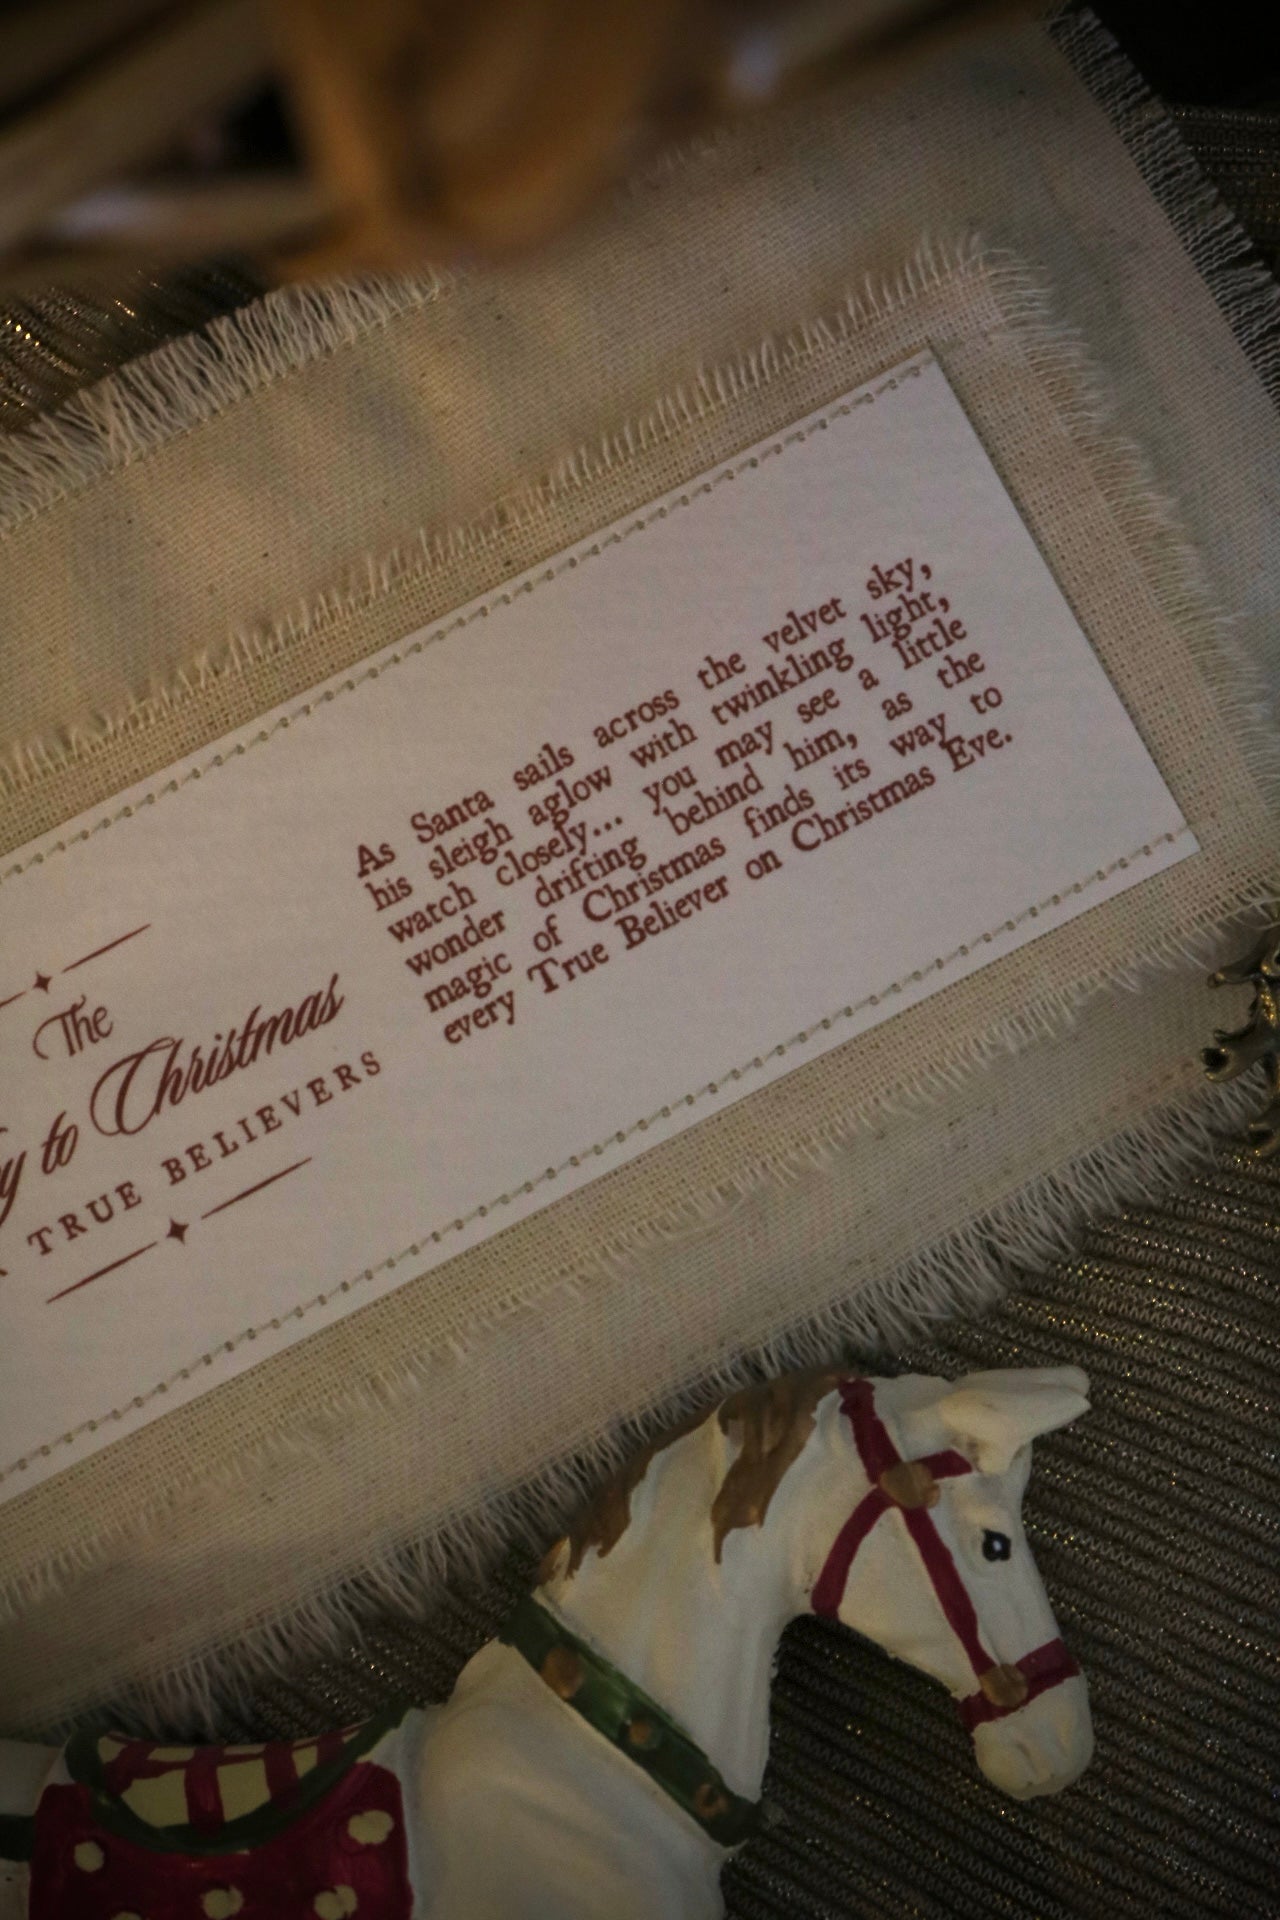 The
to Christmas
TRUE BELIEVERS
As Santa sails across the velvet sky,
his sleigh aglow with twinkling light,
watch closely... you may see a little
wonder drifting behind him, as the
magic of Christmas finds its way to
every True Believer on Christmas Eve.